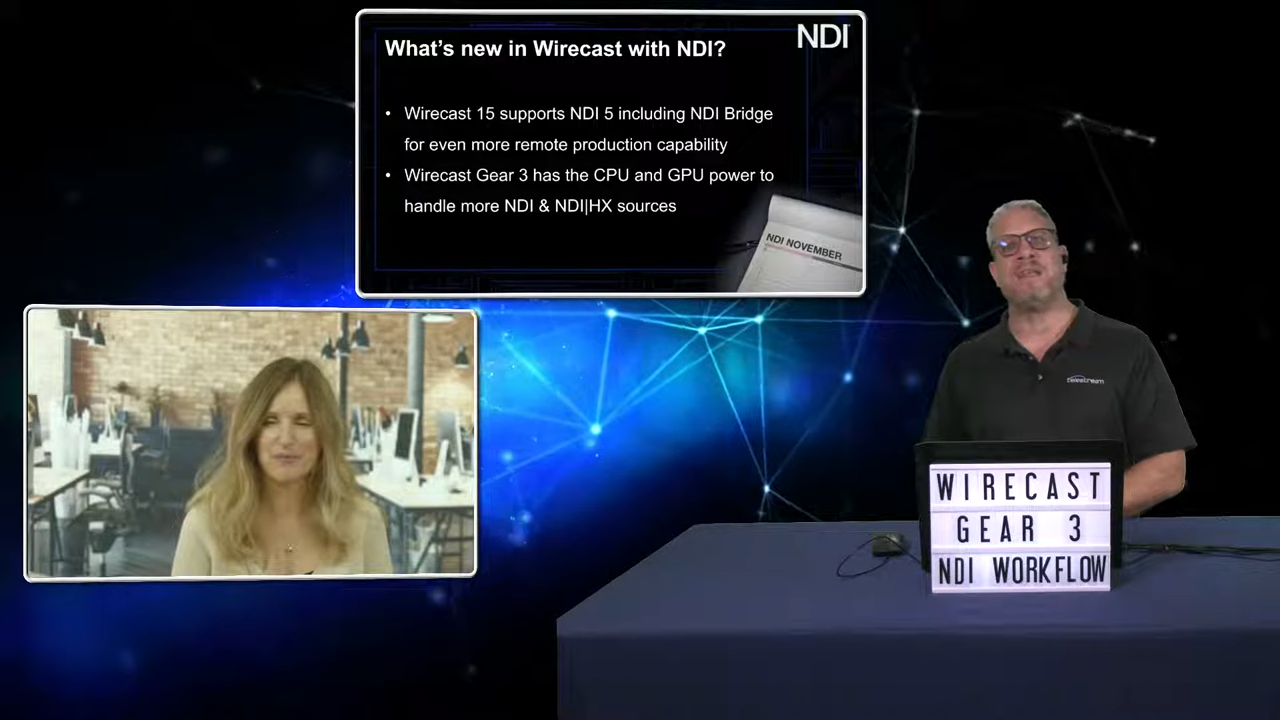 NDI
What's new in Wirecast with NDI?
• Wirecast 15 supports NDI 5 including NDI Bridge
for even more remote production capability
• Wirecast Gear 3 has the CPU and GPU power to
handle more NDI & NDI|HX sources
NDI NOVEMBER
telestream
WIRECAST
GEAR 3
NDI WORKFLOW